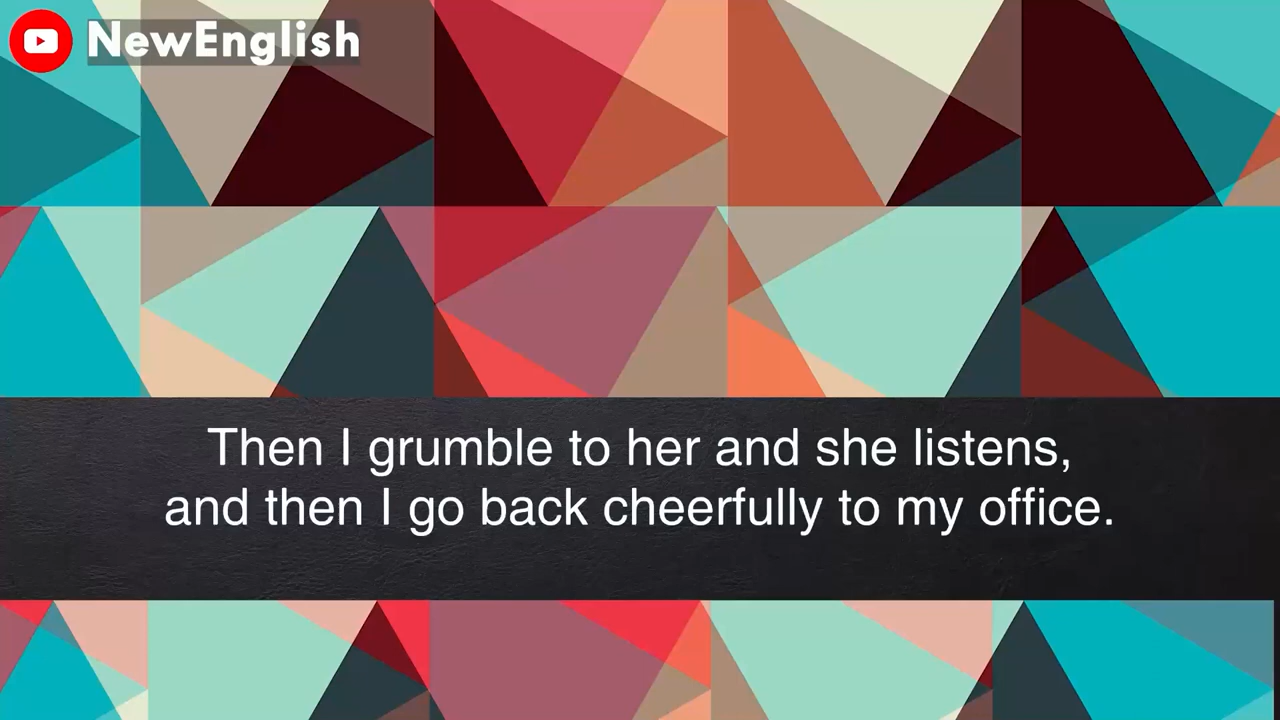 NewEnglish
Then I grumble to her and she listens,
and then I go back cheerfully to my office.